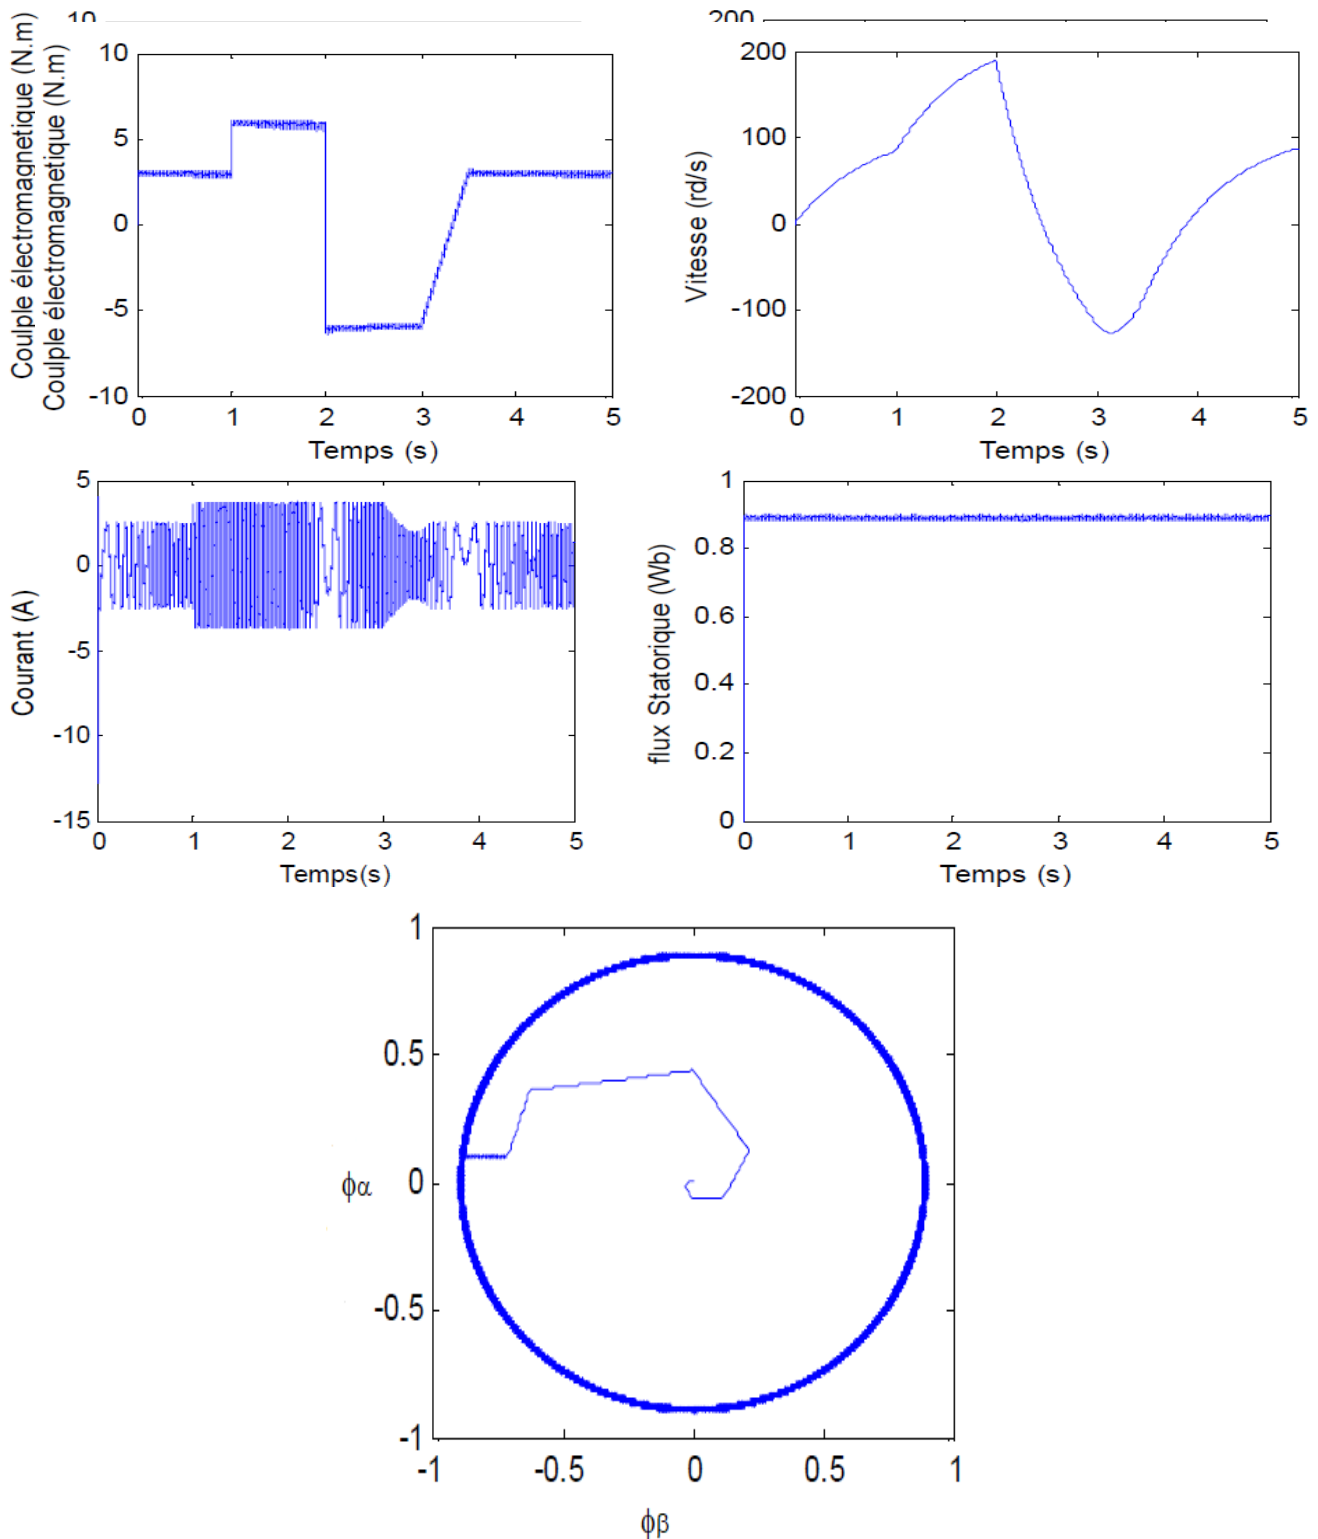 10
200
Coulple électromagnetique (N.m)
Coulple électromagnetique (N.m)
10
5
0
-5
-10
0 1 2 3 4 5
Temps (s)
Vitesse (rd/s)
200
100
0
-100
-200
0 1 2 3 4 5
Temps (s)
Courant (A)
5
0
-5
-10
-15
0 1 2 3 4 5
Temps(s)
flux Statorique (Wb)
1
0.8
0.6
0.4
0.2
0
1 2 3 4 5
Temps (s)
ϕα
1
0.5
0
-0.5
-1
-1 -0.5 0 0.5 1
ϕβ